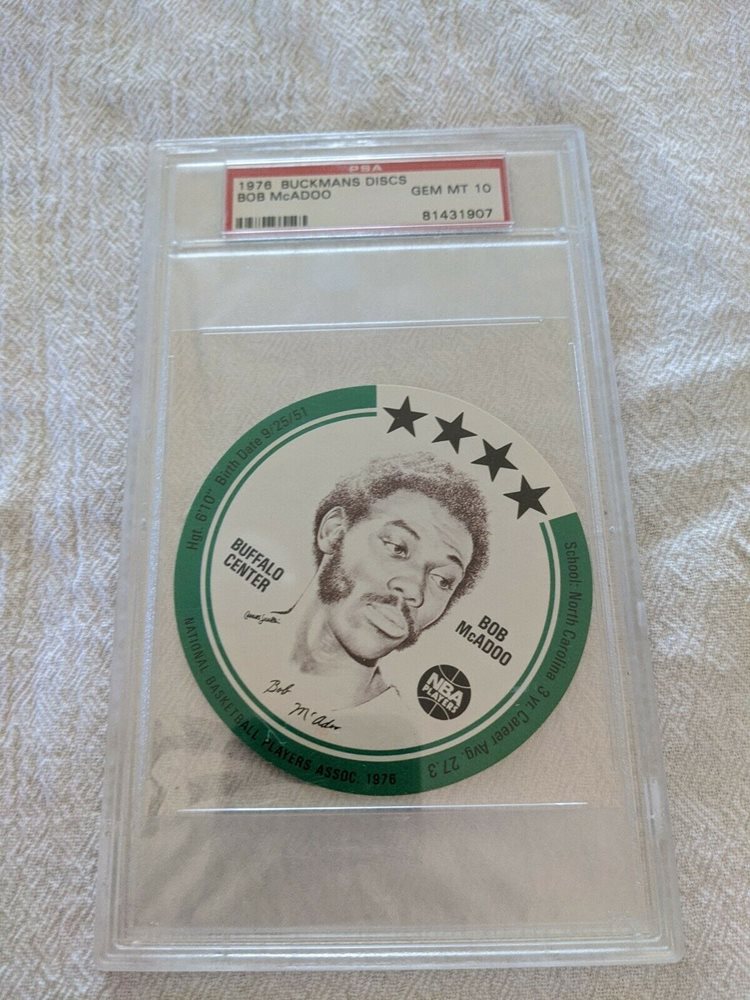 PSA
1976 BUCKMANS DISCS
BOB McADOO
GEM MT 10
81431907
Hgt. 6'10" Birth Date 9/25/51
BUFFALO
CENTER
BOB
McADOO
School: North Carolina 3 yr. Career Avg. 27.3
NBA
PLAYERS
Bob
McAdoo
NATIONAL BASKETBALL PLAYERS ASSOC. 1976